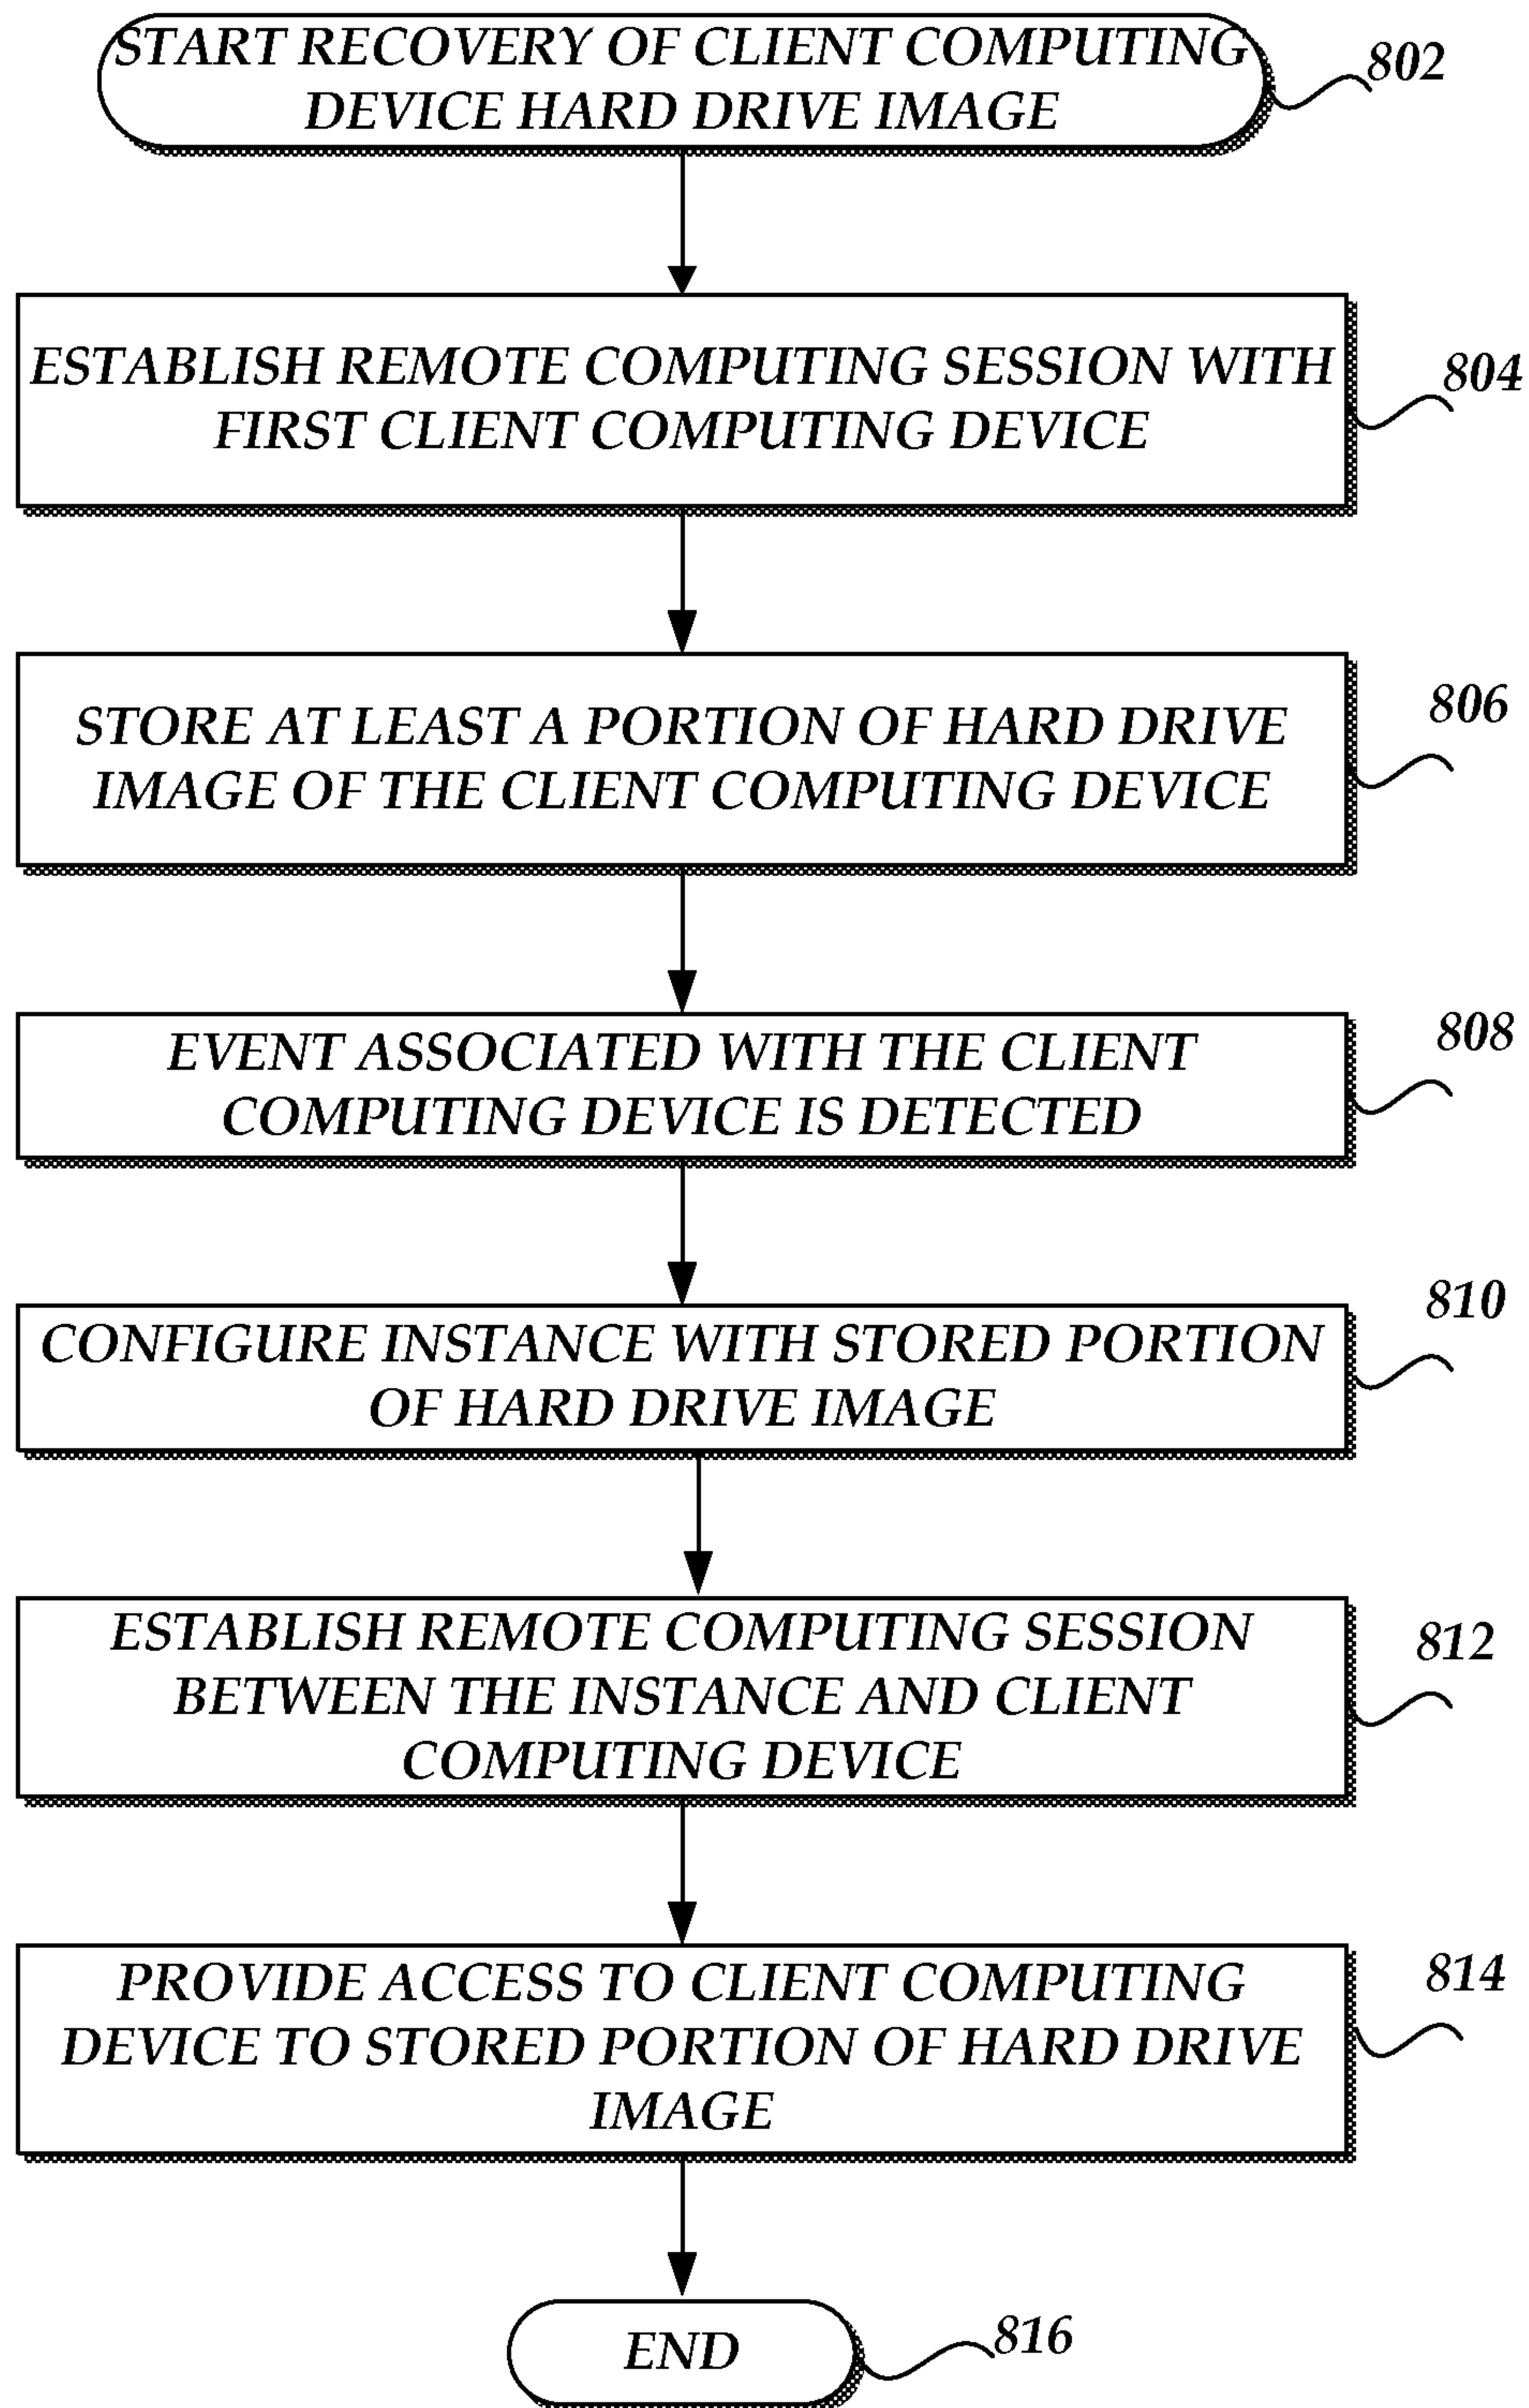 START RECOVERY OF CLIENT COMPUTING
DEVICE HARD DRIVE IMAGE
802
ESTABLISH REMOTE COMPUTING SESSION WITH
FIRST CLIENT COMPUTING DEVICE
804
STORE AT LEAST A PORTION OF HARD DRIVE
IMAGE OF THE CLIENT COMPUTING DEVICE
806
EVENT ASSOCIATED WITH THE CLIENT
COMPUTING DEVICE IS DETECTED
808
CONFIGURE INSTANCE WITH STORED PORTION
OF HARD DRIVE IMAGE
810
ESTABLISH REMOTE COMPUTING SESSION
BETWEEN THE INSTANCE AND CLIENT
COMPUTING DEVICE
812
PROVIDE ACCESS TO CLIENT COMPUTING
DEVICE TO STORED PORTION OF HARD DRIVE
IMAGE
814
END
816